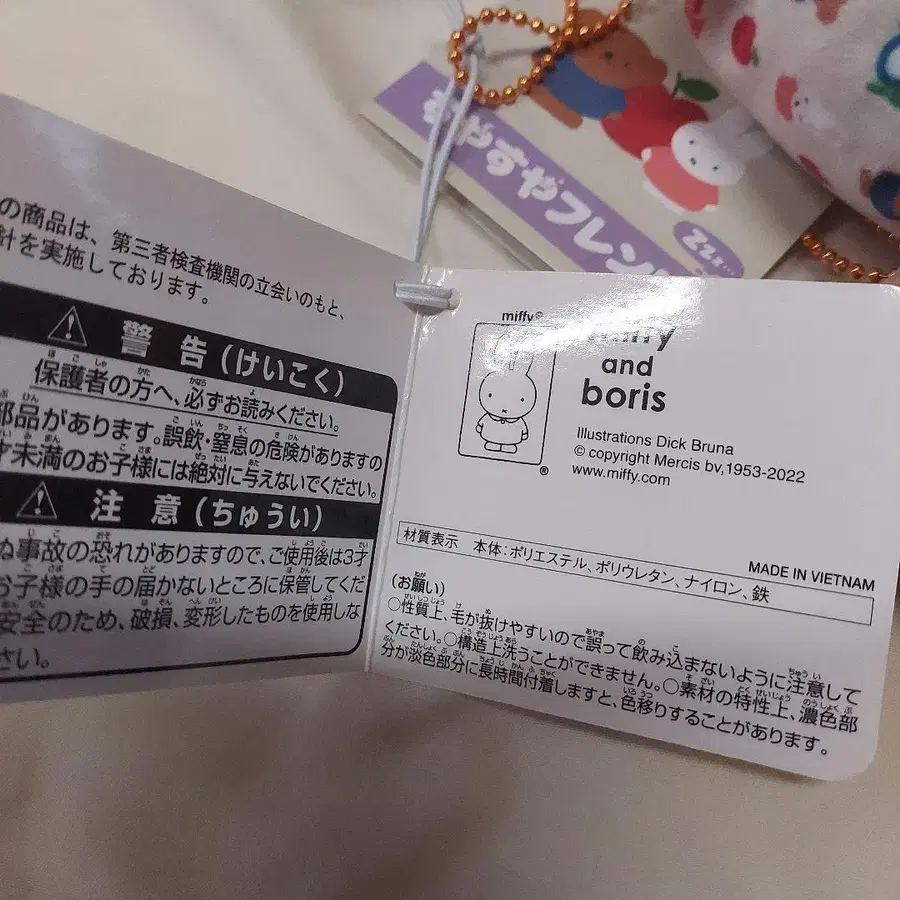 の商品は、第三者検査機関の立会いのもと、
針を実施しております。
警告(けいこく)
保護者の方へ、必ずお読みください。
部品があります。誤飲・窒息の危険がありますの
才未満のお子様には絶対に与えないでください。
注意(ちゅうい)
ぬ事故の恐れがありますので、ご使用後は3才
お子様の手の届かないところに保管してくだ
安全のため、破損、変形したものを使用しな
さい。
すやすやフレン
Zzz...
miffy®
miffy
and
boris
®
Illustrations Dick Bruna
© copyright Mercis bv,1953-2022
www.miffy.com
MADE IN VIETNAM
材質表示 本体:ポリエステル、ポリウレタン、ナイロン、鉄
(お願い)
○性質上、毛が抜けやすいので誤って飲み込まないように注意して
ください。○構造上洗うことができません。○素材の特性上、濃色部
分が淡色部分に長時間付着しますと、色移りすることがあります。